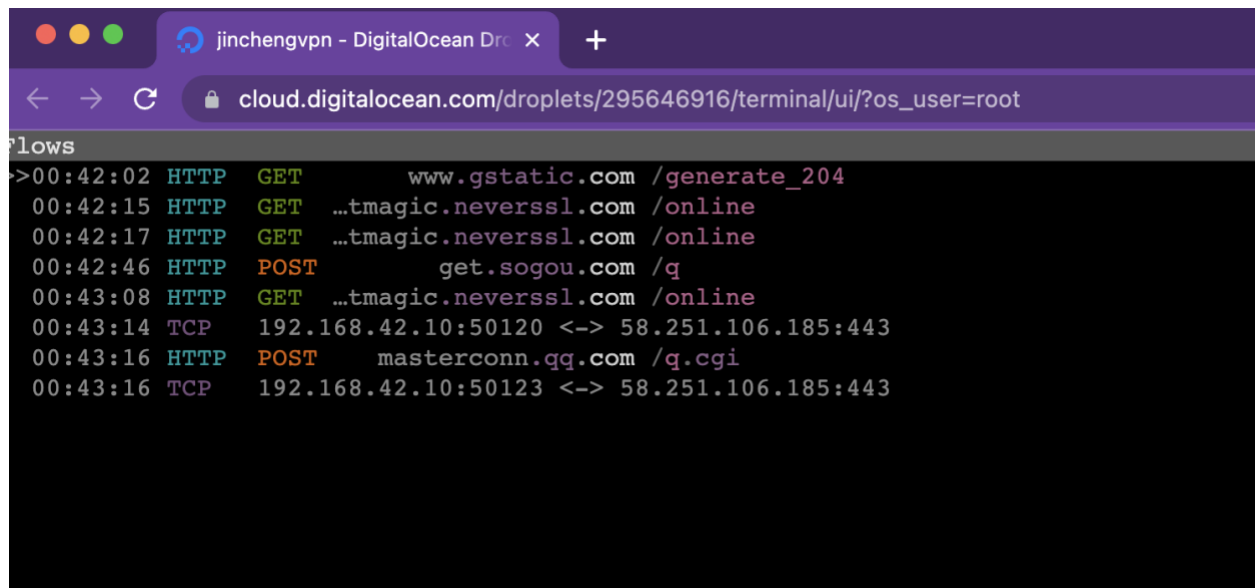 jinchengvpn - DigitalOcean Dro
cloud.digitalocean.com/droplets/295646916/terminal/ui/?os_user=root
Flows
>>00:42:02 HTTP GET www.gstatic.com /generate_204
00:42:15 HTTP GET …tmagic.neverssl.com /online
00:42:17 HTTP GET …tmagic.neverssl.com /online
00:42:46 HTTP POST get.sogou.com /q
00:43:08 HTTP GET …tmagic.neverssl.com /online
00:43:14 TCP 192.168.42.10:50120 <-> 58.251.106.185:443
00:43:16 HTTP POST masterconn.qq.com /q.cgi
00:43:16 TCP 192.168.42.10:50123 <-> 58.251.106.185:443